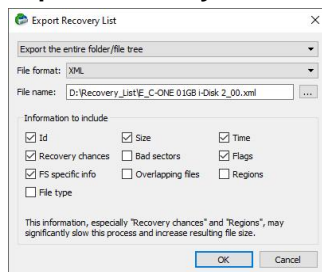 Export Recovery List
Export the entire folder/file tree
File format: XML
File name: D:\Recovery_List\E_C-ONE 01GB i-Disk 2_00.xml ...
Information to include
Id Size Time
Recovery chances Bad sectors Flags
FS specific info Overlapping files Regions
File type
This information, especially "Recovery chances" and "Regions", may
significantly slow this process and increase resulting file size.
OK Cancel